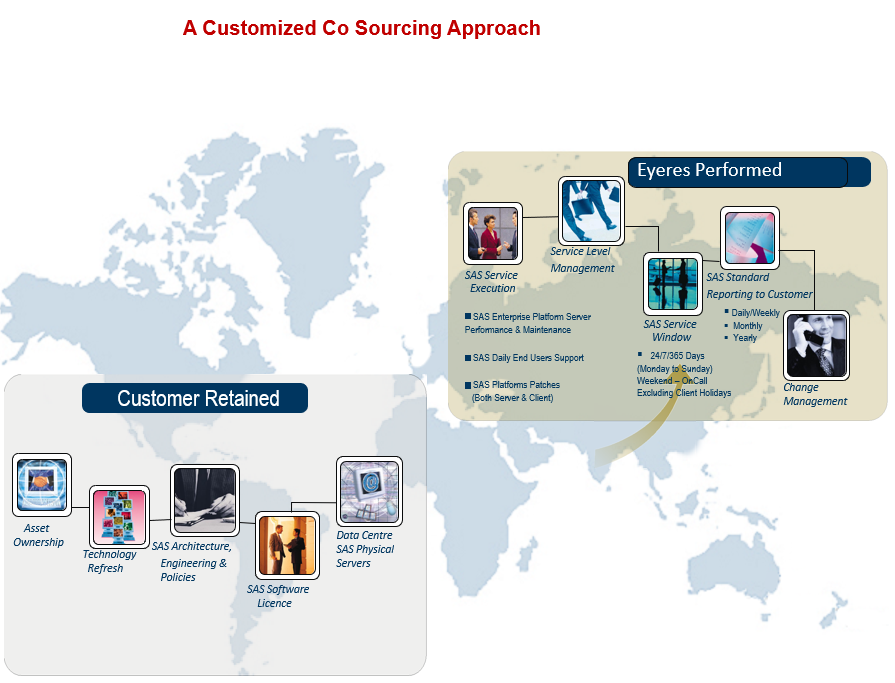 A Customized Co Sourcing Approach
Eyeres Performed
SAS Service
Execution
Service Level
Management
SAS Service
Window
SAS Standard
Reporting to Customer
Change
Management
■ SAS Enterprise Platform Server
Performance & Maintenance
■ SAS Daily End Users Support
■ SAS Platforms Patches
(Both Server & Client)
▪ 24/7/365 Days
(Monday to Sunday)
Weekend – OnCall
Excluding Client Holidays
▪ Daily/Weekly
▪ Monthly
▪ Yearly
Customer Retained
Asset
Ownership
Technology
Refresh
SAS Architecture,
Engineering &
Policies
SAS Software
Licence
Data Centre
SAS Physical
Servers